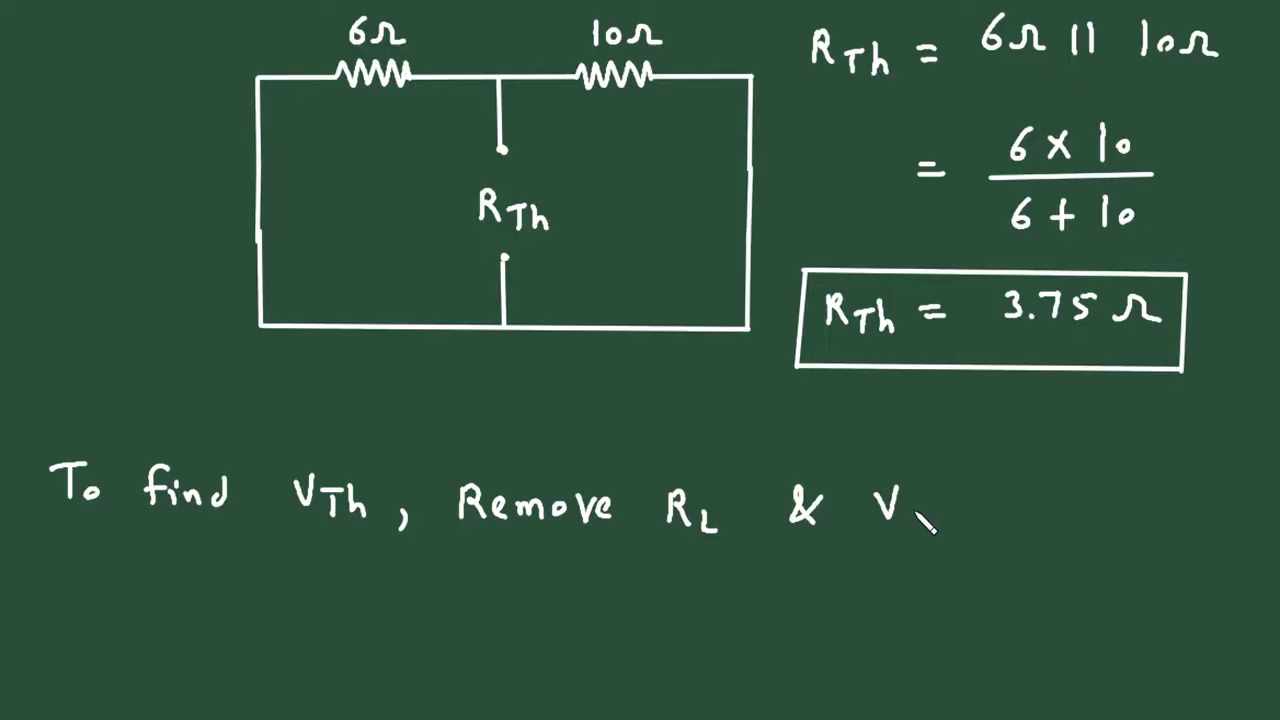 6Ω
10Ω
R_Th
R_Th = 6Ω || 10Ω
= 6 × 10
6 + 10
R_Th = 3.75 Ω
To find V_Th, Remove R_L & V